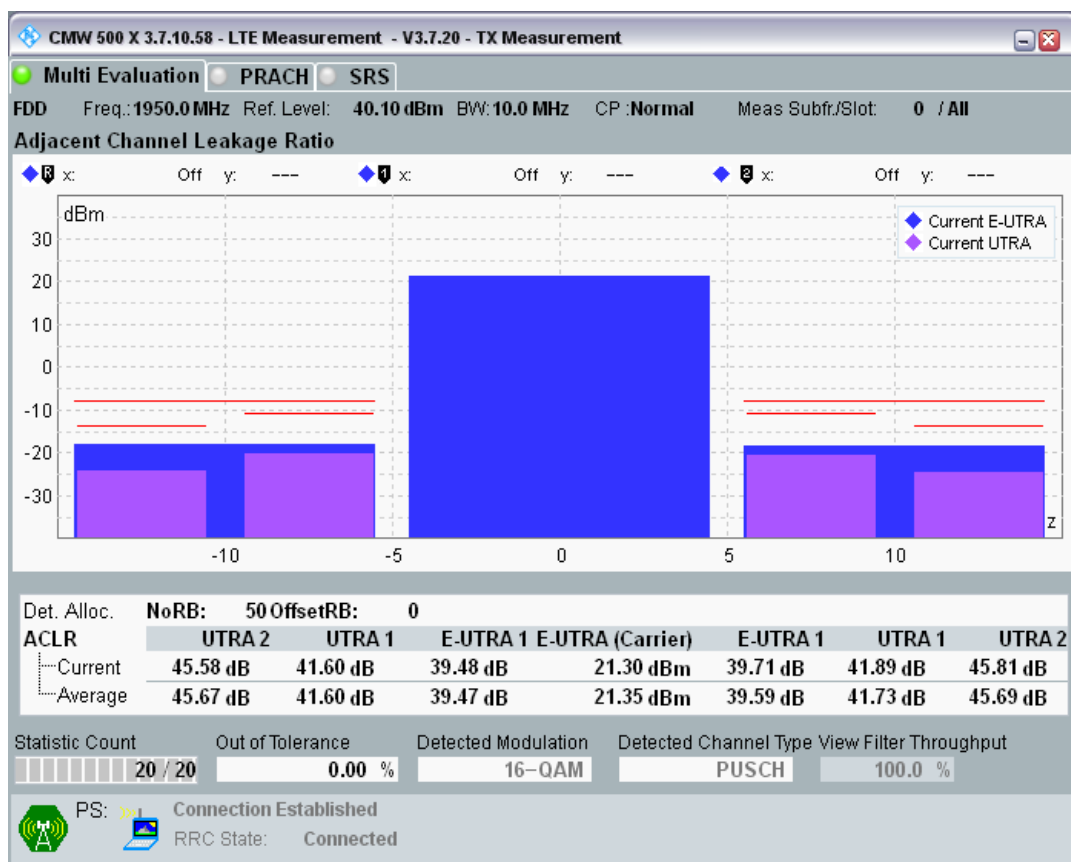 CMW 500 X 3.7.10.58 - LTE Measurement - V3.7.20 - TX Measurement
Multi Evaluation PRACH SRS
FDD Freq.: 1950.0 MHz Ref. Level: 40.10 dBm BW: 10.0 MHz CP :Normal Meas Subfr./Slot: 0 / All
Adjacent Channel Leakage Ratio
R x: Off y: --- 1 x: Off y: --- 2 x: Off y: ---
dBm
Current E-UTRA
Current UTRA
30
20
10
0
-10
-20
-30
z
-10 -5 0 5 10
Det. Alloc. NoRB: 50 OffsetRB: 0
ACLR UTRA 2 UTRA 1 E-UTRA 1 E-UTRA (Carrier) E-UTRA 1 UTRA 1 UTRA 2
Current 45.58 dB 41.60 dB 39.48 dB 21.30 dBm 39.71 dB 41.89 dB 45.81 dB
Average 45.67 dB 41.60 dB 39.47 dB 21.35 dBm 39.59 dB 41.73 dB 45.69 dB
Statistic Count Out of Tolerance Detected Modulation Detected Channel Type View Filter Throughput
20 / 20 0.00 % 16-QAM PUSCH 100.0 %
PS: Connection Established
RRC State: Connected